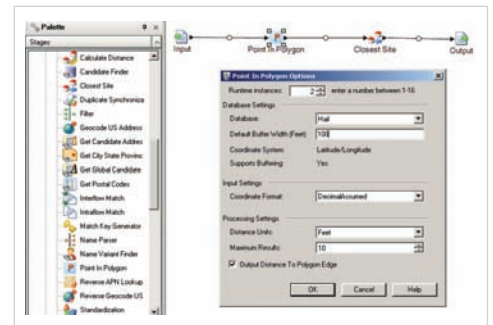 Palette
Stages
Calculate Distance
Candidate Finder
Closest Site
Duplicate Synchroniza
Filter
Geocode US Address
Get Candidate Addres
Get City State Provinc
Get Global Candidate
Get Postal Codes
Interflow Match
Intraflow Match
Match Key Generator
Name Parser
Name Variant Finder
Point In Polygon
Reverse APN Lookup
Reverse Geocode US
Standardization
Input
Point In Polygon
Closest Site
Output
Point In Polygon Options
Runtime instances: 2 enter a number between 1-16
Database Settings
Database: Mail
Default Buffer Width (Feet) 100
Coordinate System: Latitude/Longitude
Supports Buffering: Yes
Input Settings
Coordinate Format: DecimalAssumed
Processing Settings
Distance Units: Feet
Maximum Results: 10
Output Distance To Polygon Edge
OK Cancel Help